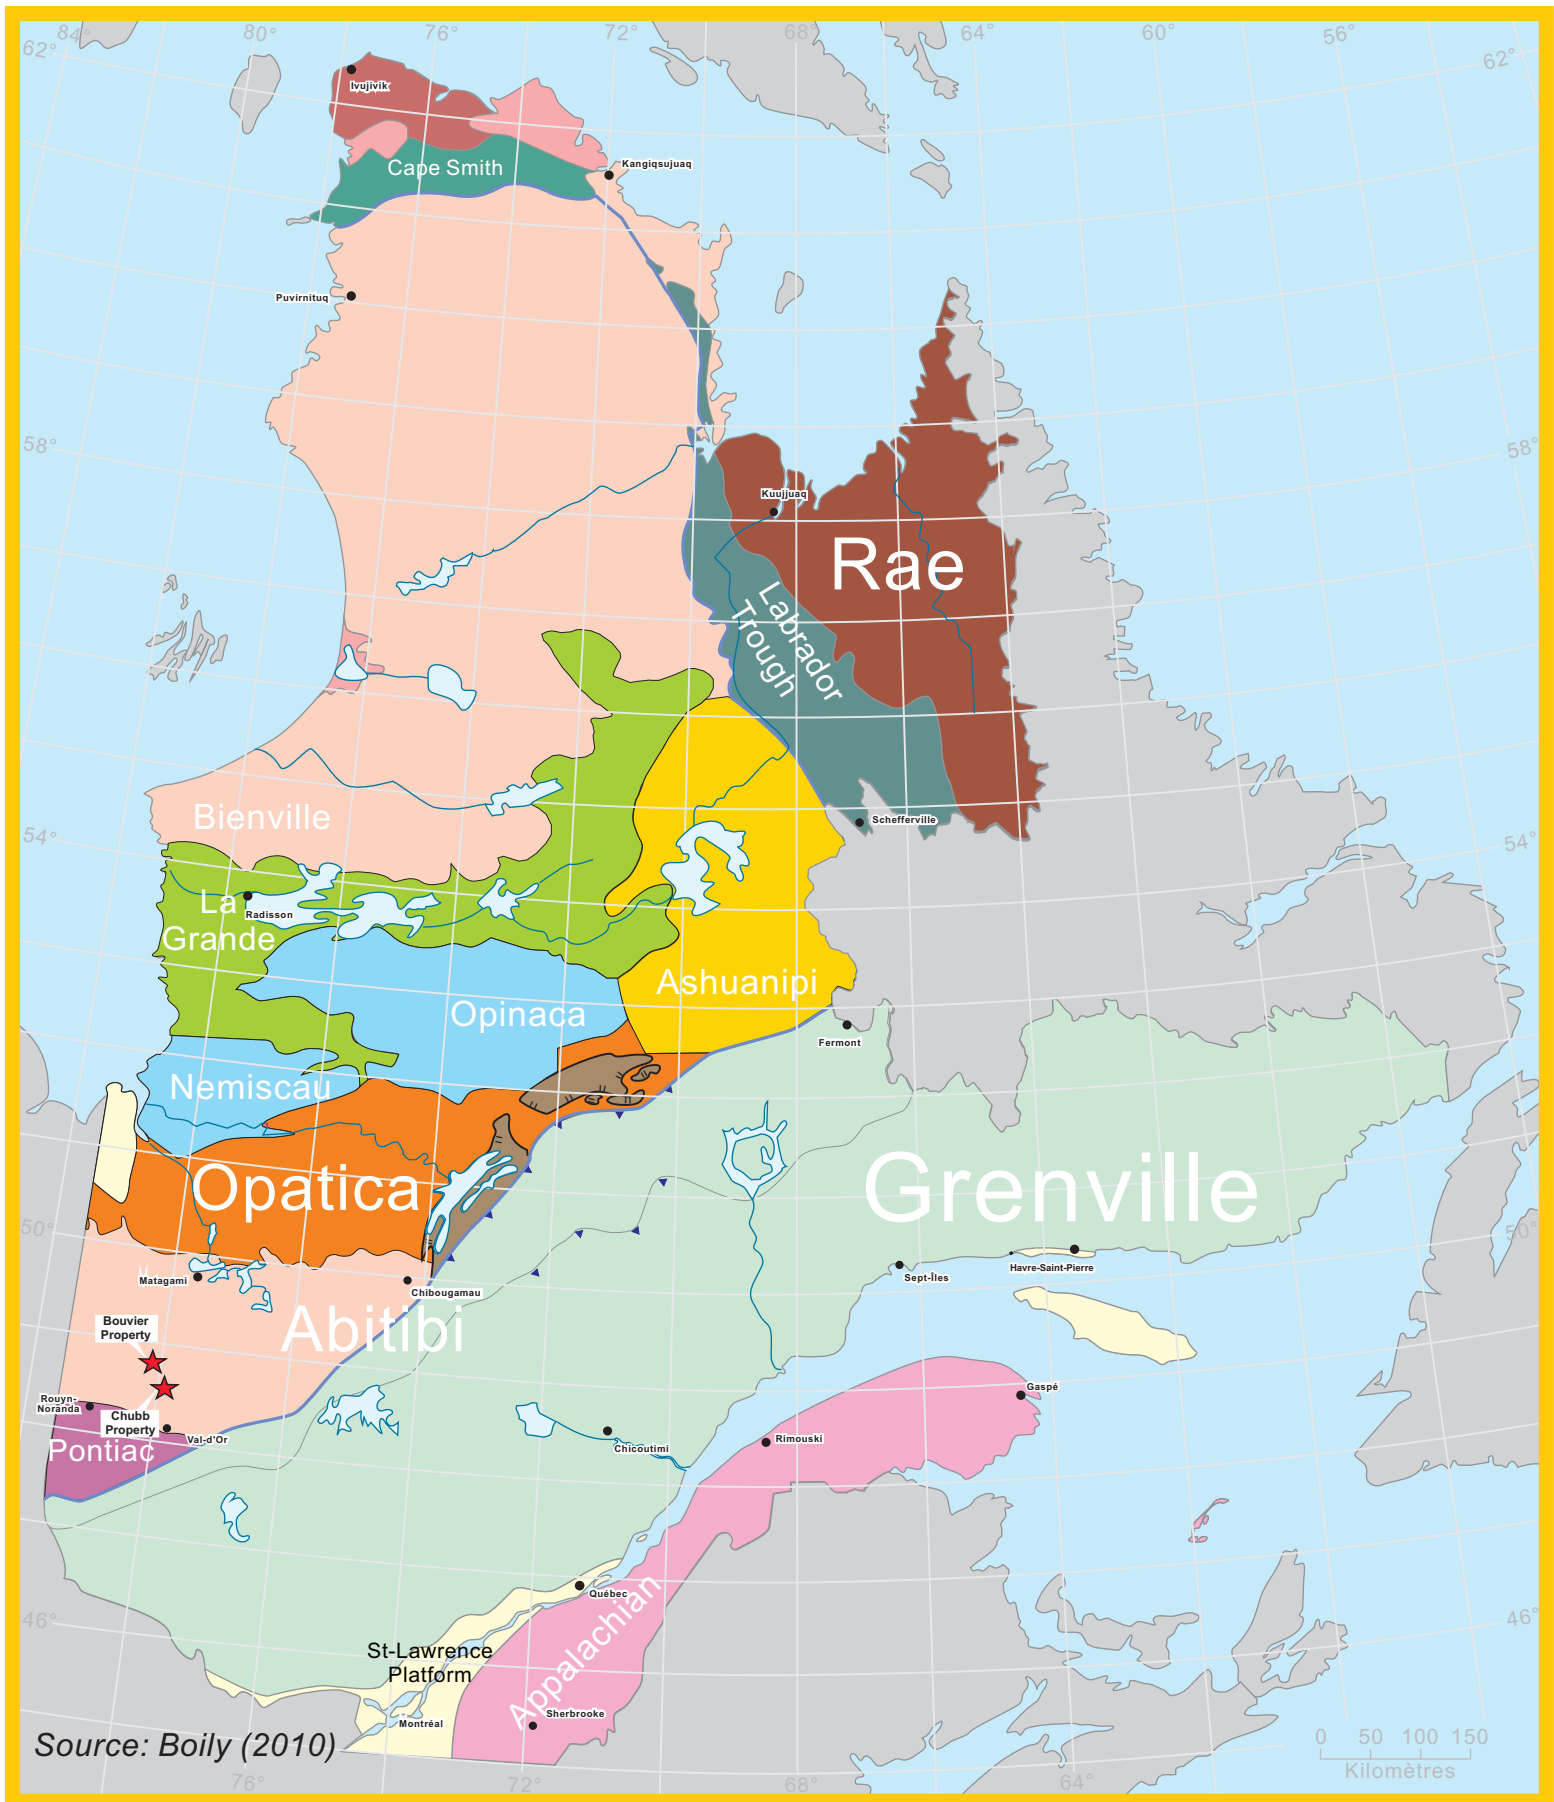 84°
80°
76°
72°
68°
64°
60°
56°
62°
62°
Ivujivik
Cape Smith
Kangiqsujuaq
Puvirnituq
58°
58°
Kuujjuaq
Rae
Labrador
Trough
Bienville
Schefferville
54°
54°
La
Grande
Radisson
Ashuanipi
Opinaca
Fermont
Nemiscau
Opatica
Grenville
50°
50°
Matagami
Chibougamau
Sept-Îles
Havre-Saint-Pierre
Abitibi
Bouvier
Property
Rouyn-
Noranda
Chubb
Property
Val-d'Or
Pontiac
Gaspé
Rimouski
Chicoutimi
Québec
46°
46°
St-Lawrence
Platform
Appalachian
Montréal
Sherbrooke
Source: Boily (2010)
0 50 100 150
Kilomètres
76°
72°
68°
64°